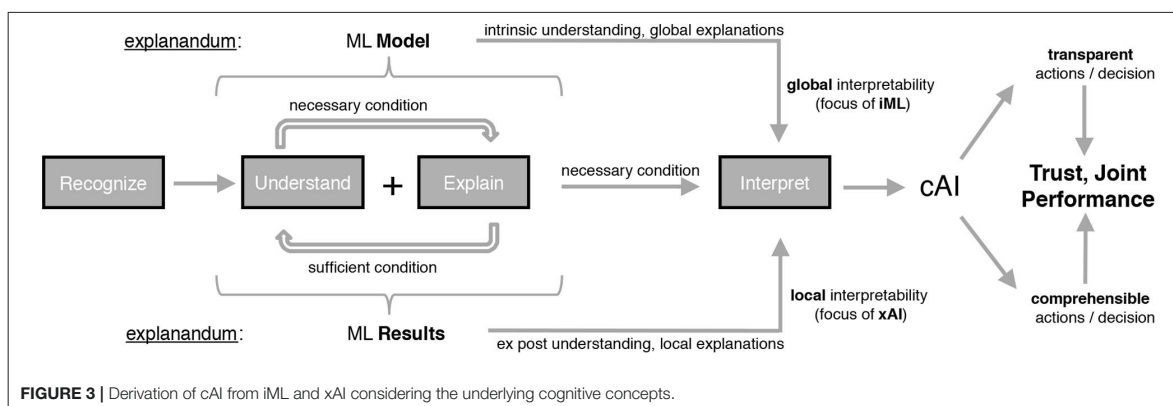 explanandum: ML Model
intrinsic understanding, global explanations
necessary condition
global interpretability
(focus of iML)
transparent
actions / decision
Recognize
Understand
+
Explain
necessary condition
Interpret
cAI
Trust, Joint
Performance
sufficient condition
local interpretability
(focus of xAI)
comprehensible
actions / decision
explanandum: ML Results
ex post understanding, local explanations
FIGURE 3 | Derivation of cAI from iML and xAI considering the underlying cognitive concepts.